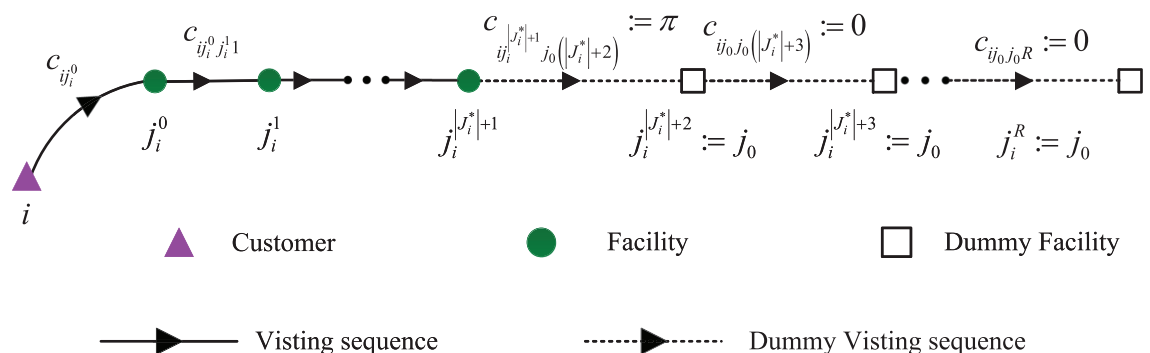 c_{ij_i^0}
c_{ij_i^0 j_i^1 1}
c_{ij_i^{|J_i^*|+1} j_0(|J_i^*|+2)} := π
c_{ij_0 j_0(|J_i^*|+3)} := 0
c_{ij_0 j_0 R} := 0
j_i^0
j_i^1
j_i^{|J_i^*|+1}
j_i^{|J_i^*|+2} := j_0
j_i^{|J_i^*|+3} := j_0
j_i^R := j_0
i
Customer
Facility
Dummy Facility
Visting sequence
Dummy Visting sequence